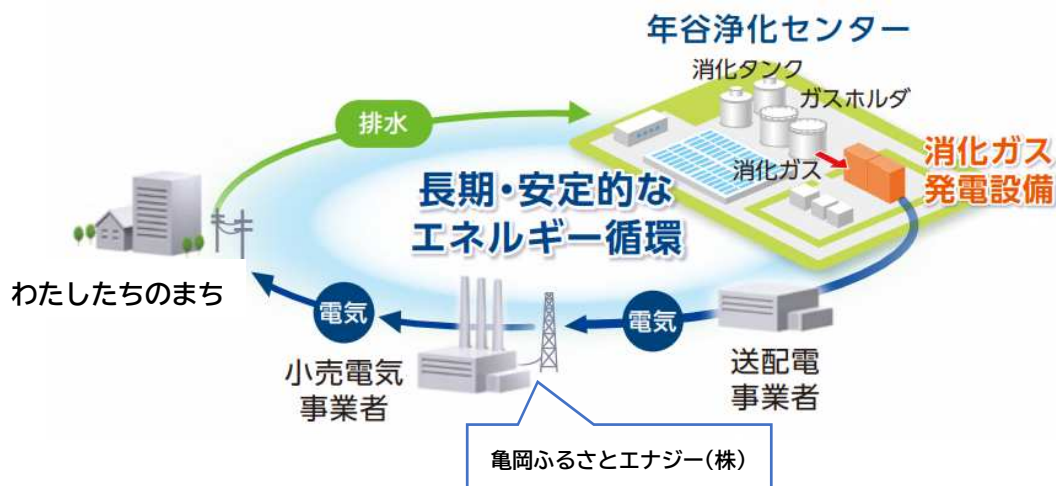 年谷浄化センター
消化タンク
ガスホルダ
排水
消化ガス
消化ガス
発電設備
長期・安定的な
エネルギー循環
わたしたちのまち
電気
電気
小売電気
事業者
送配電
事業者
亀岡ふるさとエナジー(株)